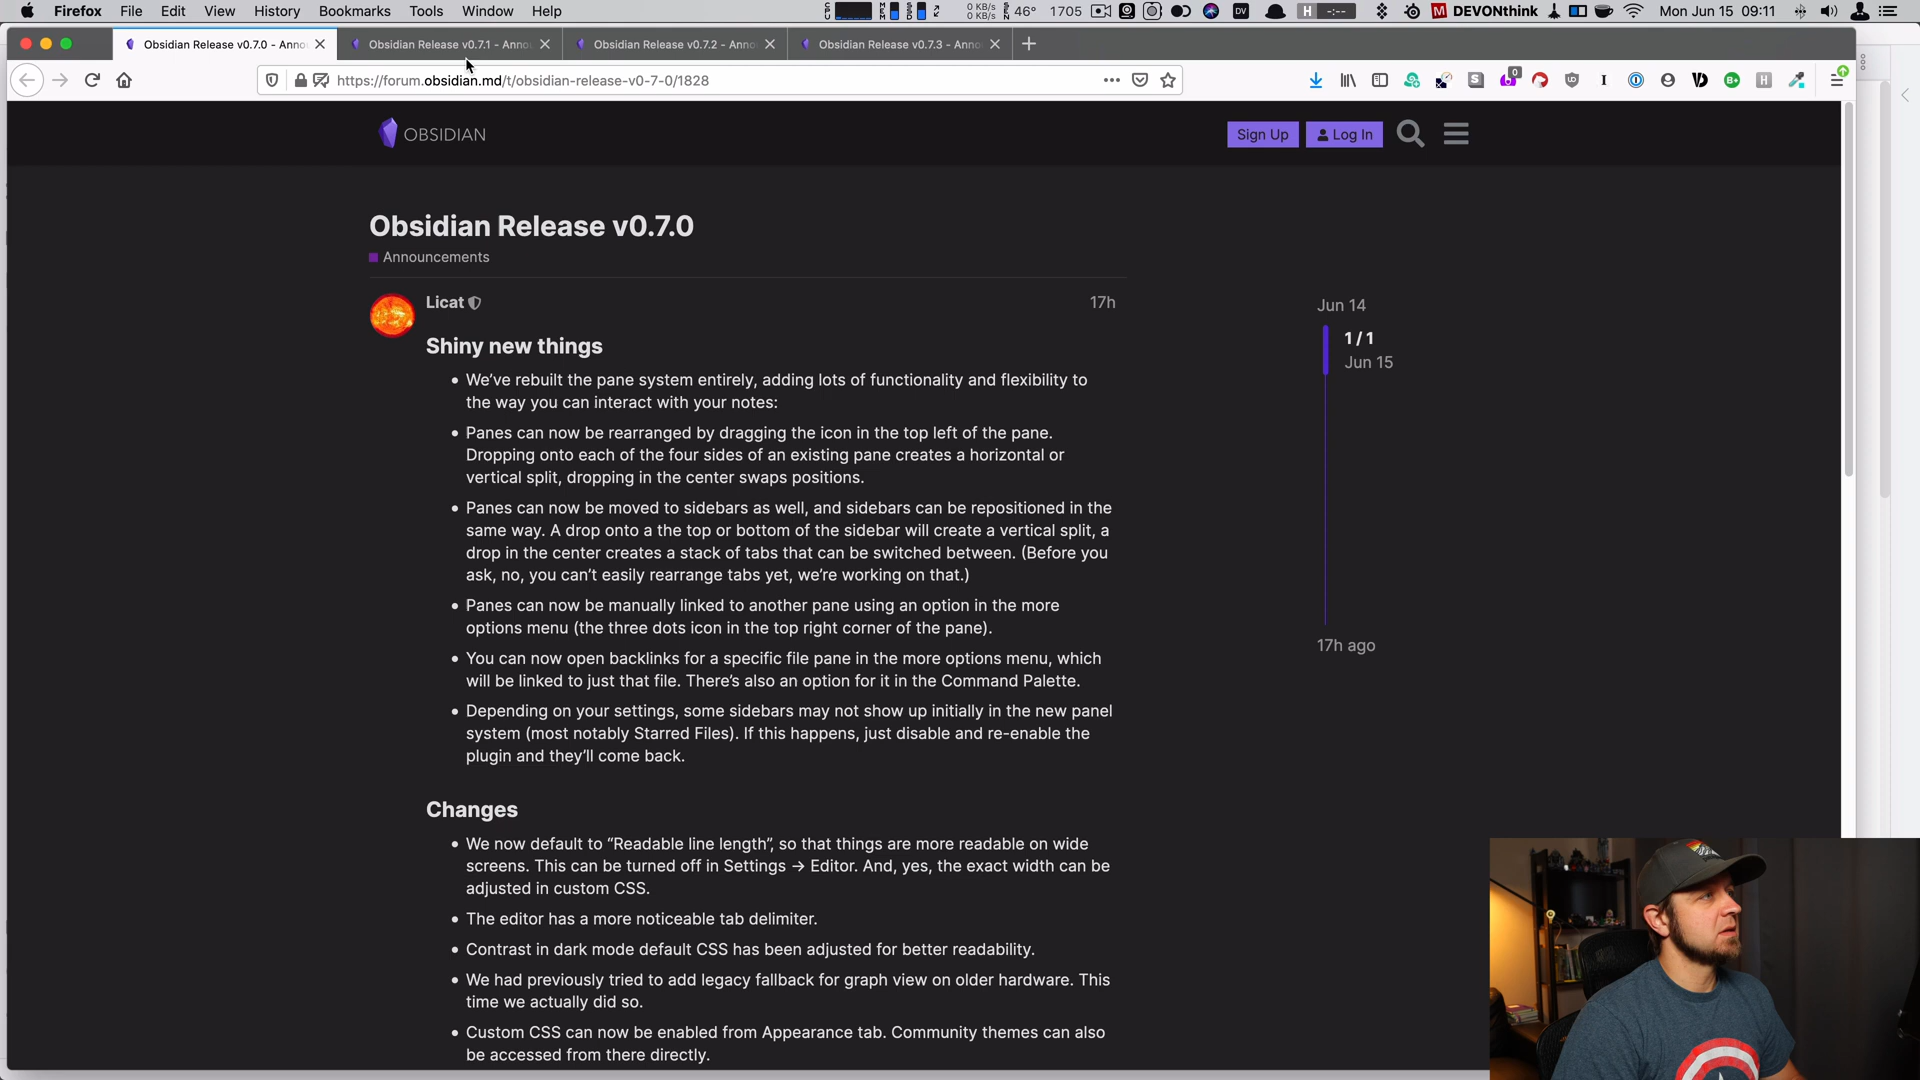 Firefox File Edit View History Bookmarks Tools Window Help
0 KB/s
0 KB/s
46° 1705 DEVONthink Mon Jun 15 09:11
Obsidian Release v0.7.0 - Anno
Obsidian Release v0.7.1 - Annou
Obsidian Release v0.7.2 - Anno
Obsidian Release v0.7.3 - Anno
https://forum.obsidian.md/t/obsidian-release-v0-7-0/1828
OBSIDIAN
Sign Up
Log In
Obsidian Release v0.7.0
Announcements
Licat
17h
Shiny new things
• We’ve rebuilt the pane system entirely, adding lots of functionality and flexibility to
the way you can interact with your notes:
• Panes can now be rearranged by dragging the icon in the top left of the pane.
Dropping onto each of the four sides of an existing pane creates a horizontal or
vertical split, dropping in the center swaps positions.
• Panes can now be moved to sidebars as well, and sidebars can be repositioned in the
same way. A drop onto a the top or bottom of the sidebar will create a vertical split, a
drop in the center creates a stack of tabs that can be switched between. (Before you
ask, no, you can’t easily rearrange tabs yet, we’re working on that.)
• Panes can now be manually linked to another pane using an option in the more
options menu (the three dots icon in the top right corner of the pane).
• You can now open backlinks for a specific file pane in the more options menu, which
will be linked to just that file. There’s also an option for it in the Command Palette.
• Depending on your settings, some sidebars may not show up initially in the new panel
system (most notably Starred Files). If this happens, just disable and re-enable the
plugin and they’ll come back.
Changes
• We now default to “Readable line length”, so that things are more readable on wide
screens. This can be turned off in Settings → Editor. And, yes, the exact width can be
adjusted in custom CSS.
• The editor has a more noticeable tab delimiter.
• Contrast in dark mode default CSS has been adjusted for better readability.
• We had previously tried to add legacy fallback for graph view on older hardware. This
time we actually did so.
• Custom CSS can now be enabled from Appearance tab. Community themes can also
be accessed from there directly.
Jun 14
1 / 1
Jun 15
17h ago